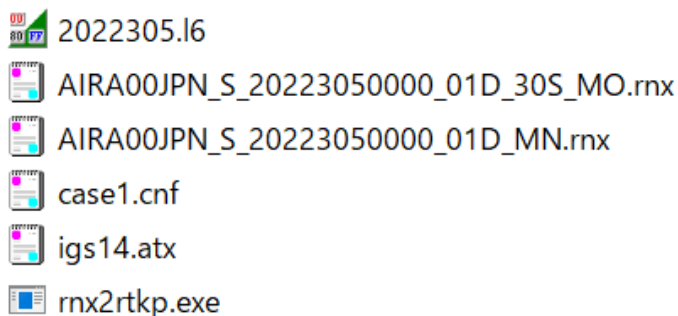 2022305.l6
AIRA00JPN_S_20223050000_01D_30S_MO.rnx
AIRA00JPN_S_20223050000_01D_MN.rnx
case1.cnf
igs14.atx
rnx2rtkp.exe